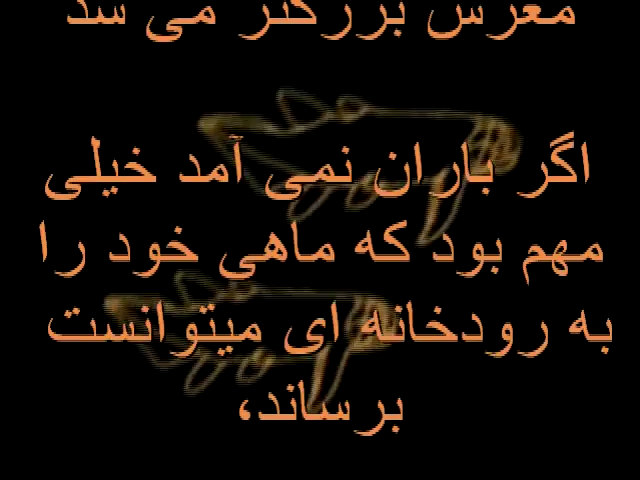 مغزش بزرگتر می شد
اگر باران نمی آمد خیلی
مهم بود که ماهی خود را
به رودخانه ای میتوانست
برساند،